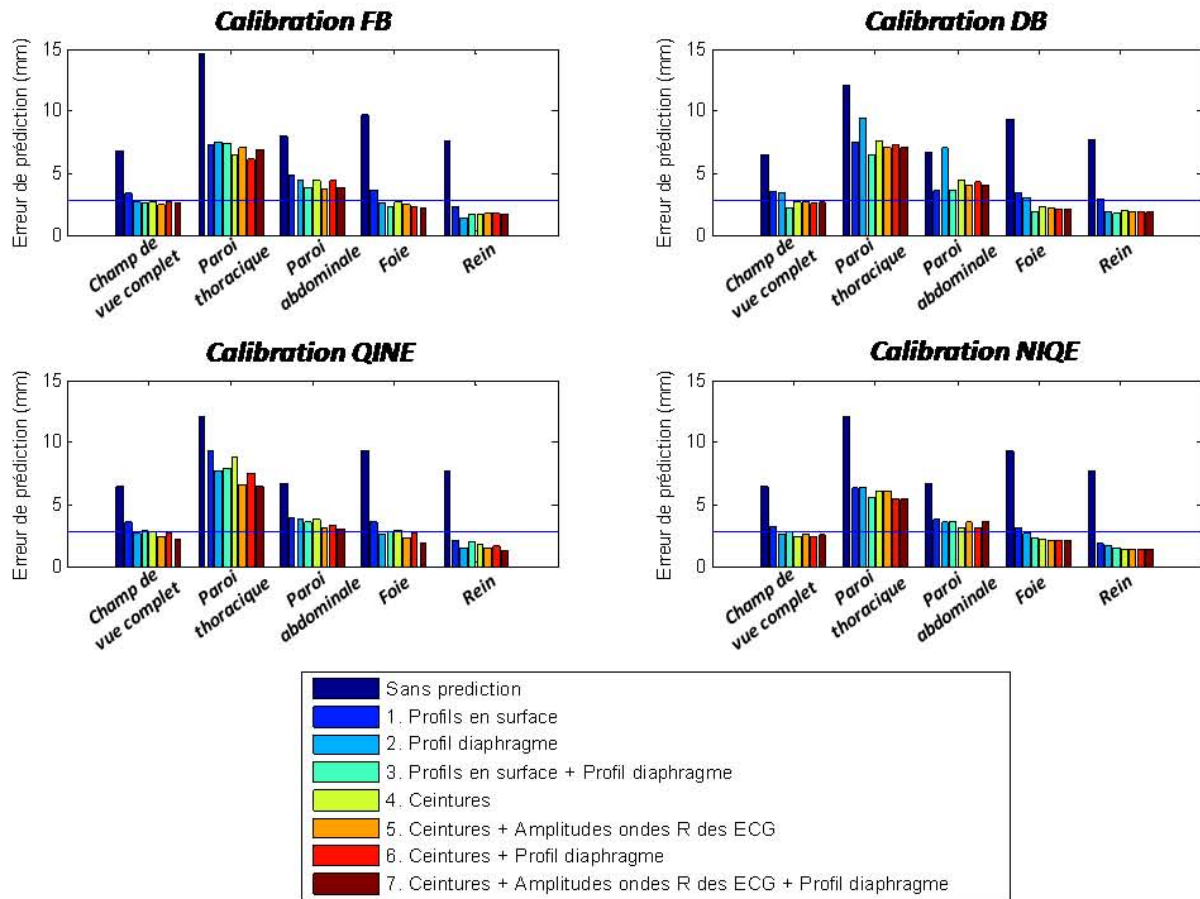 Calibration FB
Erreur de prédiction (mm)
15
10
5
0
Champ de
vue complet
Paroi
thoracique
Paroi
abdominale
Foie
Rein
Calibration DB
Erreur de prédiction (mm)
15
10
5
0
Champ de
vue complet
Paroi
thoracique
Paroi
abdominale
Foie
Rein
Calibration QINE
Erreur de prédiction (mm)
15
10
5
0
Champ de
vue complet
Paroi
thoracique
Paroi
abdominale
Foie
Rein
Calibration NIQE
Erreur de prédiction (mm)
15
10
5
0
Champ de
vue complet
Paroi
thoracique
Paroi
abdominale
Foie
Rein
Sans prediction
1. Profils en surface
2. Profil diaphragme
3. Profils en surface + Profil diaphragme
4. Ceintures
5. Ceintures + Amplitudes ondes R des ECG
6. Ceintures + Profil diaphragme
7. Ceintures + Amplitudes ondes R des ECG + Profil diaphragme